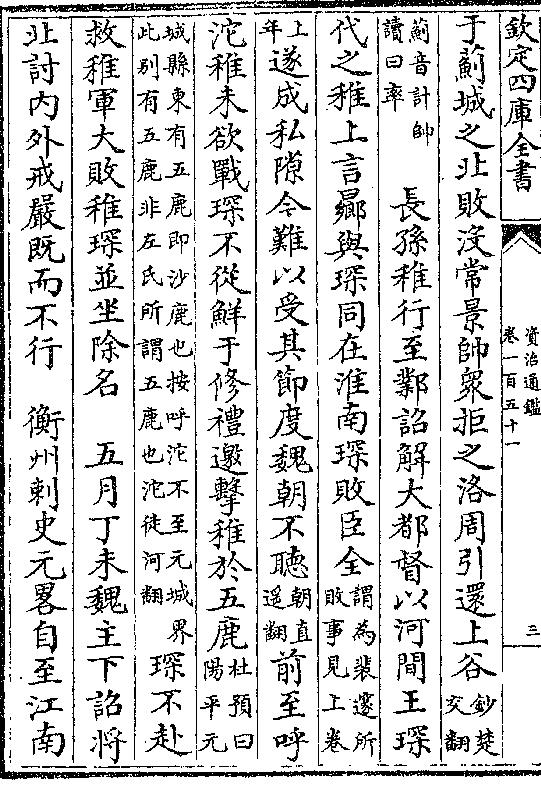 欽定四庫全書
資治通鑑
卷一百五十一
三
于薊城之北敗没常景帥衆拒之洛周引還上谷鈔楚交翻
薊音計帥讀曰率 長孫稚行至鄴詔解大都督以河間王琛
代之稚上言曏與琛同在淮南琛敗臣全謂為裴邃所敗事見上卷
上年遂成私隙今難以受其節度魏朝不聽朝直遥翻前至呼
沱稚未欲戰琛不從鮮于修禮邀擊稚於五鹿杜預曰陽平元
城縣東有五鹿即沙鹿也按呼沱不至元城界此别有五鹿非左氏所謂五鹿也沱徒河翻琛不赴
救稚軍大敗稚琛並坐除名 五月丁未魏主下詔將
北討内外戒嚴既而不行 衡州刺史元畧自至江南